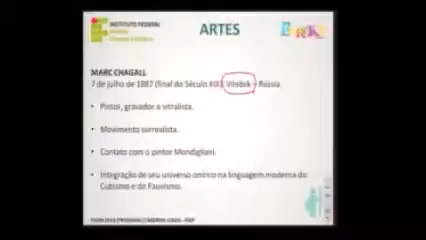 INSTITUTO FEDERAL
ARTES
MARC CHAGALL
7 de julho de 1887 (final do Século XIX), Vitebsk – Rússia.
• Pintor, gravador e vitralista.
• Movimento surrealista.
• Contato com o pintor Mondigliani.
• Integração de seu universo onírico na linguagem moderna do
Cubismo e do Fauvismo.